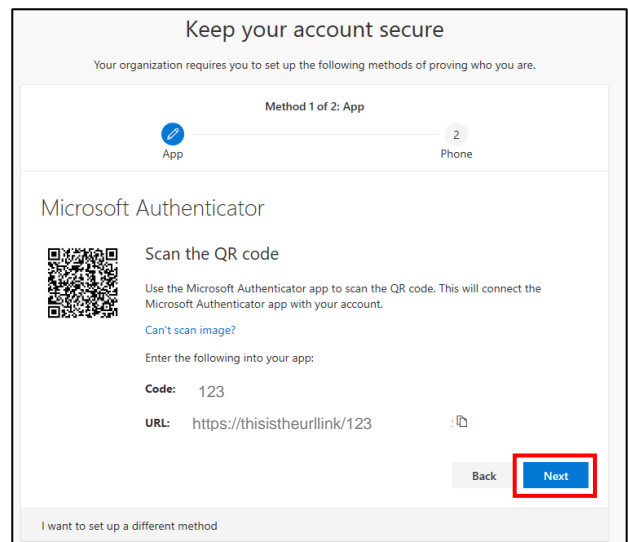 Keep your account secure
Your organization requires you to set up the following methods of proving who you are.
Method 1 of 2: App
2
App
Phone
Microsoft Authenticator
Scan the QR code
Use the Microsoft Authenticator app to scan the QR code. This will connect the
Microsoft Authenticator app with your account.
Can't scan image?
Enter the following into your app:
Code: 123
URL: https://thisistheurllink/123
Back Next
I want to set up a different method